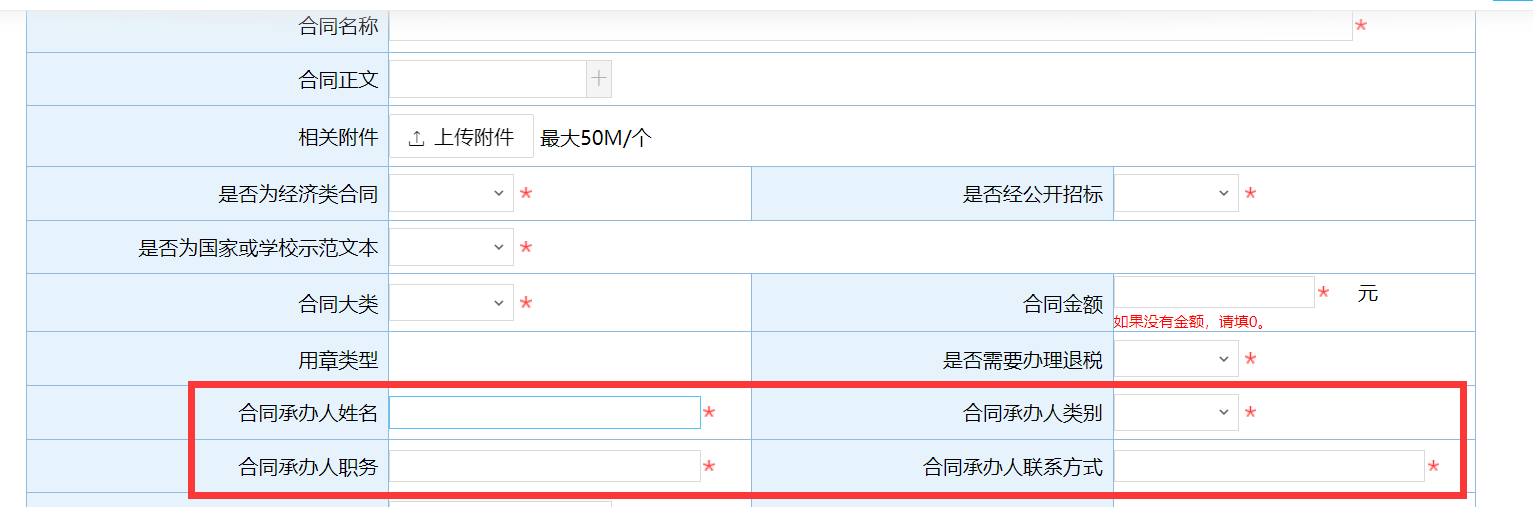 合同名称 *
合同正文 +
相关附件 上传附件 最大50M/个
是否为经济类合同 * 是否经公开招标 *
是否为国家或学校示范文本 *
合同大类 * 合同金额 * 元
如果没有金额，请填0。
用章类型 是否需要办理退税 *
合同承办人姓名 * 合同承办人类别 *
合同承办人职务 * 合同承办人联系方式 *